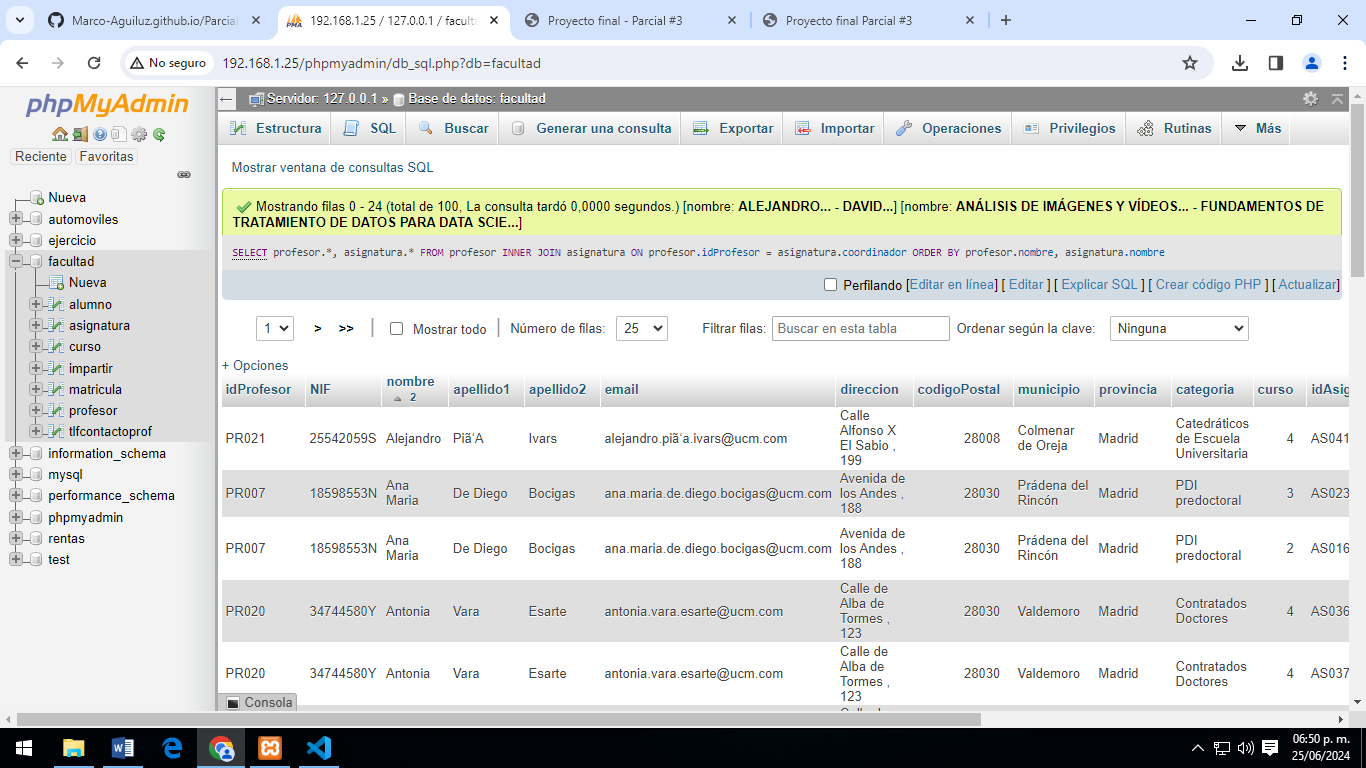 Marco-Aguiluz.github.io/Parcial
192.168.1.25 / 127.0.0.1 / faculta
Proyecto final - Parcial #3
Proyecto final Parcial #3
No seguro
192.168.1.25/phpmyadmin/db_sql.php?db=facultad
phpMyAdmin
Reciente
Favoritas
Nueva
automoviles
ejercicio
facultad
Nueva
alumno
asignatura
curso
impartir
matricula
profesor
tlfcontactoprof
information_schema
mysql
performance_schema
phpmyadmin
rentas
test
Servidor: 127.0.0.1 » Base de datos: facultad
Estructura SQL Buscar Generar una consulta Exportar Importar Operaciones Privilegios Rutinas Más
Mostrar ventana de consultas SQL
Mostrando filas 0 - 24 (total de 100, La consulta tardó 0,0000 segundos.) [nombre: ALEJANDRO... - DAVID...] [nombre: ANÁLISIS DE IMÁGENES Y VÍDEOS... - FUNDAMENTOS DE
TRATAMIENTO DE DATOS PARA DATA SCIE...]
SELECT profesor.*, asignatura.* FROM profesor INNER JOIN asignatura ON profesor.idProfesor = asignatura.coordinador ORDER BY profesor.nombre, asignatura.nombre
Perfilando [Editar en línea] [ Editar ] [ Explicar SQL ] [ Crear código PHP ] [ Actualizar]
1 > >> Mostrar todo Número de filas: 25 Filtrar filas: Buscar en esta tabla Ordenar según la clave: Ninguna
+ Opciones
idProfesor NIF nombre 2 apellido1 apellido2 email direccion codigoPostal municipio provincia categoria curso idAsig
PR021 25542059S Alejandro Piã‘A Ivars alejandro.piã‘a.ivars@ucm.com Calle Alfonso X El Sabio , 199 28008 Colmenar de Oreja Madrid Catedráticos de Escuela Universitaria 4 AS041
PR007 18598553N Ana Maria De Diego Bocigas ana.maria.de.diego.bocigas@ucm.com Avenida de los Andes , 188 28030 Prádena del Rincón Madrid PDI predoctoral 3 AS023
PR007 18598553N Ana Maria De Diego Bocigas ana.maria.de.diego.bocigas@ucm.com Avenida de los Andes , 188 28030 Prádena del Rincón Madrid PDI predoctoral 2 AS016
PR020 34744580Y Antonia Vara Esarte antonia.vara.esarte@ucm.com Calle de Alba de Tormes , 123 28030 Valdemoro Madrid Contratados Doctores 4 AS036
PR020 34744580Y Antonia Vara Esarte antonia.vara.esarte@ucm.com Calle de Alba de Tormes , 123 28030 Valdemoro Madrid Contratados Doctores 4 AS037
Consola
06:50 p. m.
25/06/2024